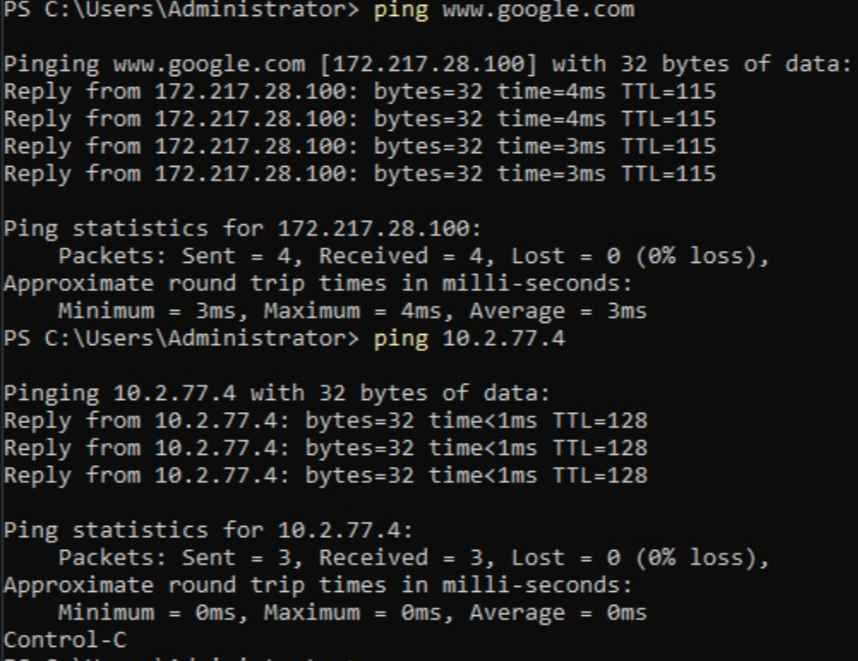 PS C:\Users\Administrator> ping www.google.com
Pinging www.google.com [172.217.28.100] with 32 bytes of data:
Reply from 172.217.28.100: bytes=32 time=4ms TTL=115
Reply from 172.217.28.100: bytes=32 time=4ms TTL=115
Reply from 172.217.28.100: bytes=32 time=3ms TTL=115
Reply from 172.217.28.100: bytes=32 time=3ms TTL=115
Ping statistics for 172.217.28.100:
    Packets: Sent = 4, Received = 4, Lost = 0 (0% loss),
Approximate round trip times in milli-seconds:
    Minimum = 3ms, Maximum = 4ms, Average = 3ms
PS C:\Users\Administrator> ping 10.2.77.4
Pinging 10.2.77.4 with 32 bytes of data:
Reply from 10.2.77.4: bytes=32 time<1ms TTL=128
Reply from 10.2.77.4: bytes=32 time<1ms TTL=128
Reply from 10.2.77.4: bytes=32 time<1ms TTL=128
Ping statistics for 10.2.77.4:
    Packets: Sent = 3, Received = 3, Lost = 0 (0% loss),
Approximate round trip times in milli-seconds:
    Minimum = 0ms, Maximum = 0ms, Average = 0ms
Control-C